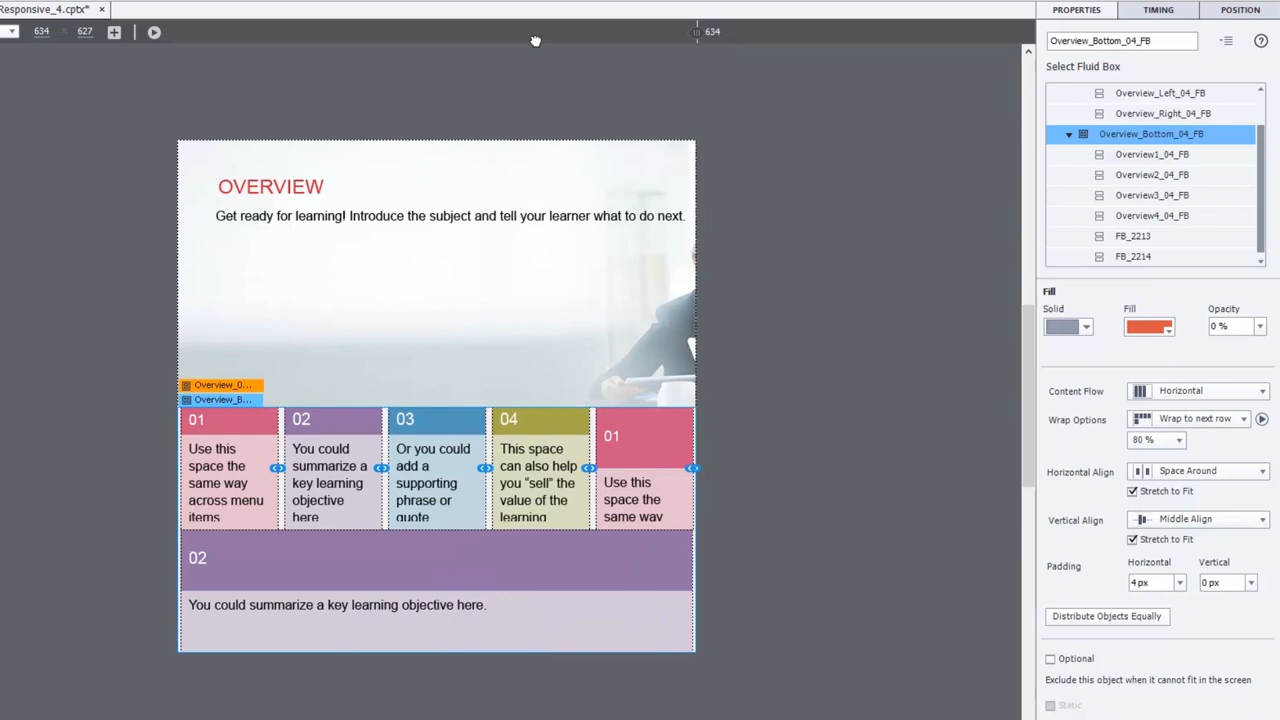 Responsive_4.cptx* ×
PROPERTIES TIMING POSITION
634 × 627
634
Overview_Bottom_04_FB
Select Fluid Box
Overview_Left_04_FB
Overview_Right_04_FB
Overview_Bottom_04_FB
Overview1_04_FB
Overview2_04_FB
Overview3_04_FB
Overview4_04_FB
FB_2213
FB_2214
OVERVIEW
Get ready for learning! Introduce the subject and tell your learner what to do next.
Fill
Solid Fill Opacity
0 %
Overview_0...
Overview_B...
Content Flow Horizontal
Wrap Options Wrap to next row
80 %
Horizontal Align Space Around
Stretch to Fit
Vertical Align Middle Align
Stretch to Fit
Padding Horizontal Vertical
4 px 0 px
Distribute Objects Equally
Optional
Exclude this object when it cannot fit in the screen
Static
01
Use this
space the
same way
across menu
items
02
You could
summarize a
key learning
objective
here
03
Or you could
add a
supporting
phrase or
quote
04
This space
can also help
you “sell” the
value of the
learning
01
Use this
space the
same way
02
You could summarize a key learning objective here.